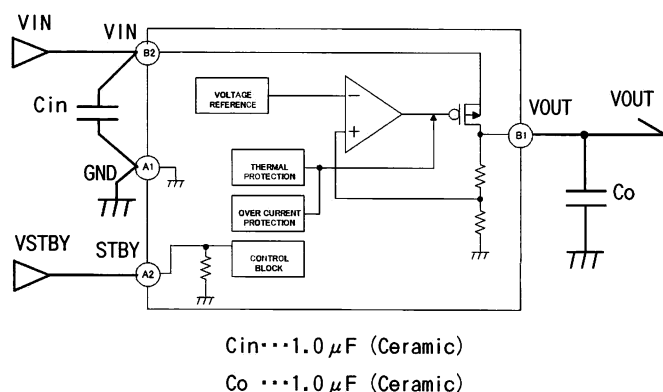 VIN
VIN
B2
VOLTAGE
REFERENCE
−
+
VOUT
VOUT
B1
Cin
GND
A1
THERMAL
PROTECTION
OVER CURRENT
PROTECTION
Co
VSTBY
STBY
A2
CONTROL
BLOCK
Cin···1.0μF (Ceramic)
Co ···1.0μF (Ceramic)